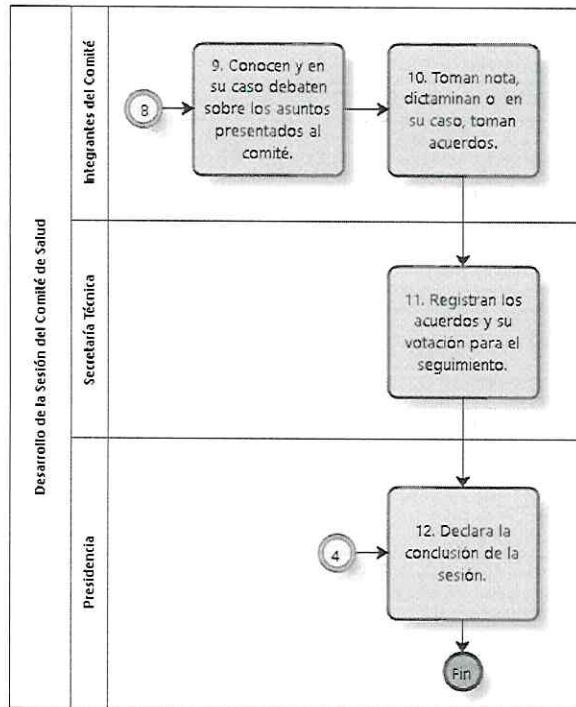 Desarrollo de la Sesión del Comité de Salud
Integrantes del Comité
8
9. Conocen y en
su caso debaten
sobre los asuntos
presentados al
comité.
10. Toman nota,
dictaminan o en
su caso, toman
acuerdos.
Secretaría Técnica
11. Registran los
acuerdos y su
votación para el
seguimiento.
Presidencia
4
12. Declara la
conclusión de la
sesión.
Fin